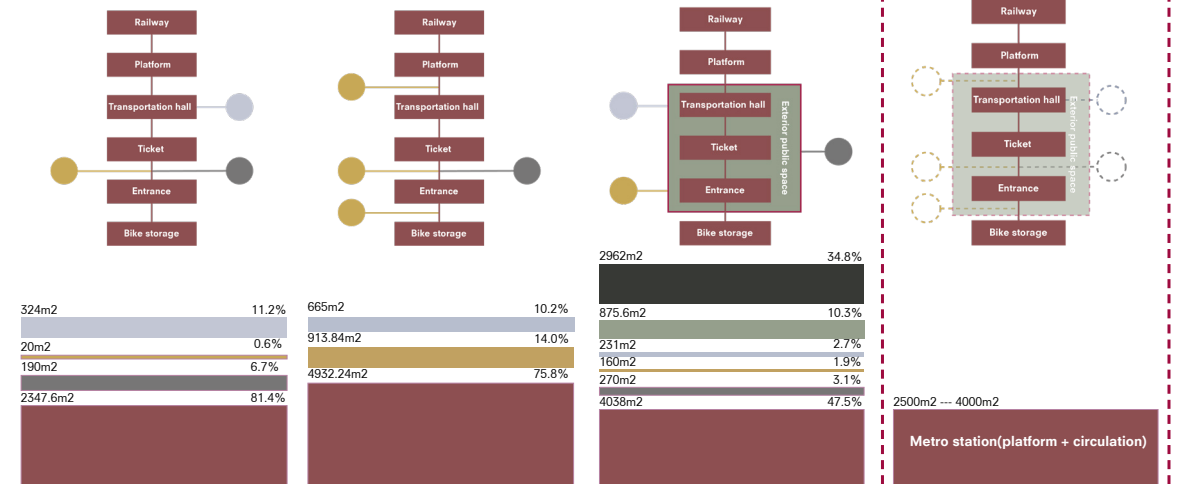 Railway
Platform
Transportation hall
Ticket
Entrance
Bike storage
324m2 11.2%
20m2 0.6%
190m2 6.7%
2347.6m2 81.4%
Railway
Platform
Transportation hall
Ticket
Entrance
Bike storage
665m2 10.2%
913.84m2 14.0%
4932.24m2 75.8%
Railway
Platform
Transportation hall
Ticket
Entrance
Exterior public space
Bike storage
2962m2 34.8%
875.6m2 10.3%
231m2 2.7%
160m2 1.9%
270m2 3.1%
4038m2 47.5%
Railway
Platform
Transportation hall
Ticket
Entrance
Exterior public space
Bike storage
2500m2 --- 4000m2
Metro station(platform + circulation)